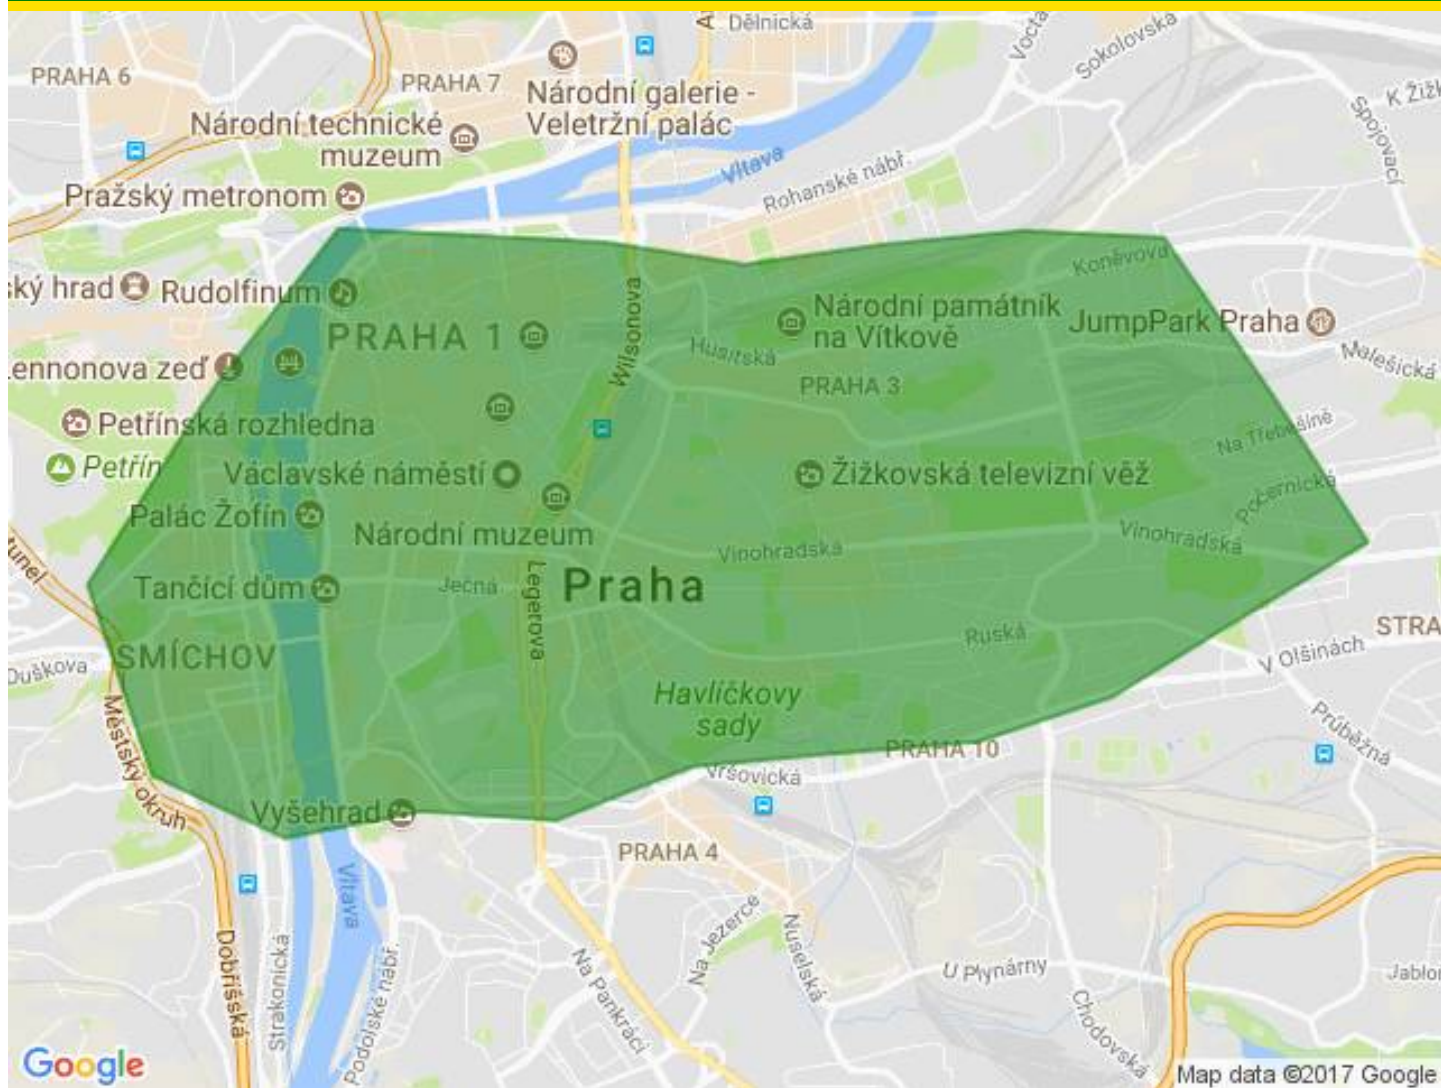 Dělnická
PRAHA 6
PRAHA 7
Národní galerie -
Veletržní palác
Sokolovská
K Žižk
Spojovací
Národní technické
muzeum
Vltava
Rohanské nábř.
Pražský metronom
Koněvova
ský hrad
Rudolfinum
PRAHA 1
Wilsonova
Národní památník
na Vítkově
JumpPark Praha
Husitská
Malešická
ennonova zeď
PRAHA 3
Petřínská rozhledna
Na Třebešíně
Petřín
Václavské náměstí
Žižkovská televizní věž
Počernická
Palác Žofín
Národní muzeum
Vinohradská
Vinohradská
tunel
Tančící dům
Ječná
Legerova
Praha
STRA
Ruská
V Olšinách
SMÍCHOV
Duškova
Havlíčkovy
sady
Městský okruh
Průběžná
PRAHA 10
Vršovická
Vyšehrad
PRAHA 4
Vltava
Na Jezerce
Nuselská
Dobříšská
Strakonická
Podolské nábř.
Na Pankráci
U Plynárny
Chodovská
Jablo
Google
Map data ©2017 Google